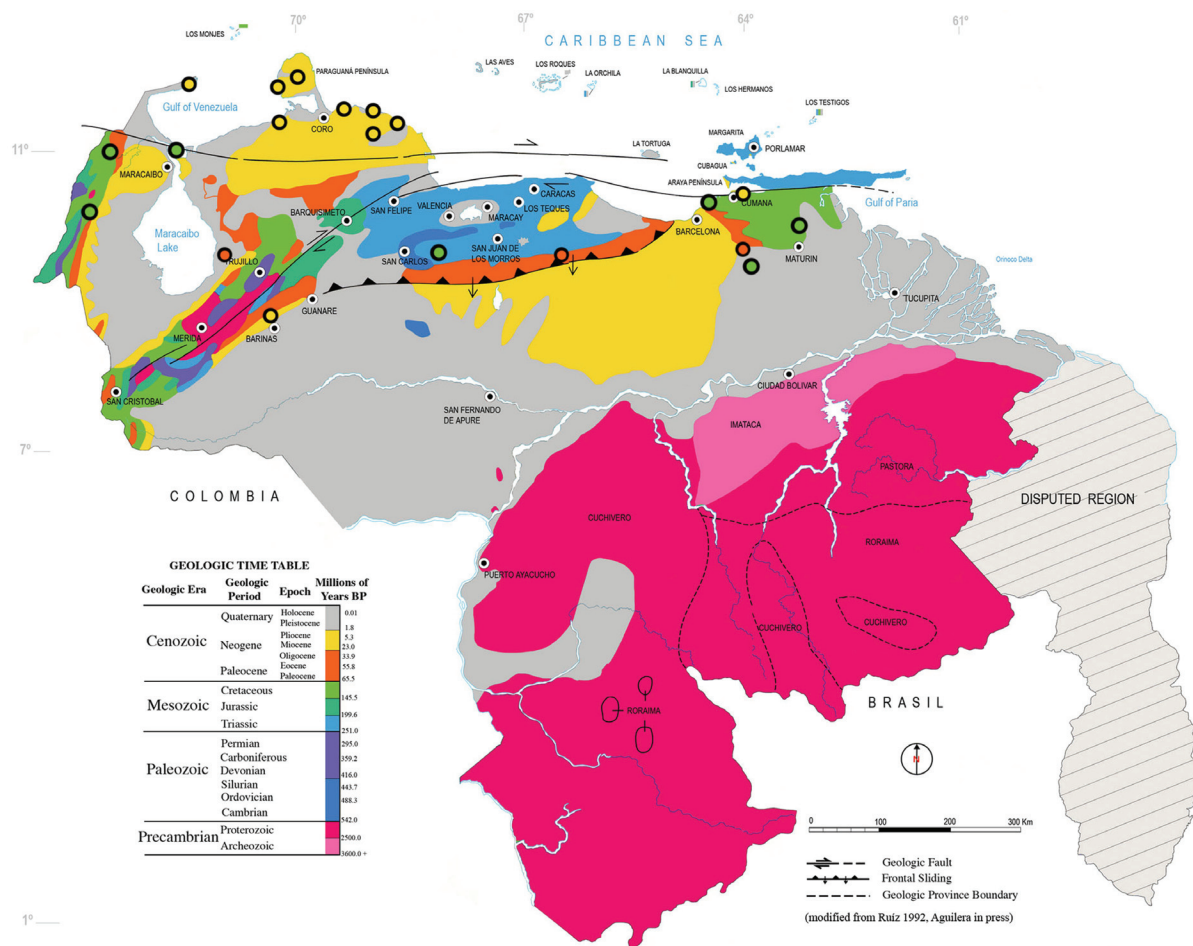 70º
67º
64º
61º
LOS MONJES
CARIBBEAN SEA
PARAGUANÁ PENÍNSULA
LAS AVES
LOS ROQUES
LA ORCHILA
LA BLANQUILLA
LOS HERMANOS
LOS TESTIGOS
Gulf of Venezuela
CORO
MARGARITA
PORLAMAR
LA TORTUGA
CUBAGUA
11º
MARACAIBO
ARAYA PENÍNSULA
CARACAS
CUMANA
Gulf of Paria
SAN FELIPE
VALENCIA
LOS TEQUES
BARQUISIMETO
MARACAY
BARCELONA
Maracaibo
Lake
SAN JUAN DE
LOS MORROS
SAN CARLOS
MATURIN
TRUJILLO
Orinoco Delta
GUANARE
TUCUPITA
MERIDA
BARINAS
CIUDAD BOLIVAR
SAN CRISTOBAL
SAN FERNANDO
DE APURE
IMATACA
7º
PASTORA
COLOMBIA
DISPUTED REGION
CUCHIVERO
RORAIMA
PUERTO AYACUCHO
CUCHIVERO
CUCHIVERO
RORAIMA
BRASIL
GEOLOGIC TIME TABLE
Geologic Era
Geologic
Period
Epoch
Millions of
Years BP
Cenozoic
Quaternary
Holocene
Pleistocene
0.01
1.8
Neogene
Pliocene
Miocene
5.3
23.0
Paleocene
Oligocene
Eocene
Paleocene
33.9
55.8
65.5
Mesozoic
Cretaceous
145.5
Jurassic
199.6
Triassic
251.0
Paleozoic
Permian
295.0
Carboniferous
359.2
Devonian
416.0
Silurian
443.7
Ordovician
488.3
Cambrian
542.0
Precambrian
Proterozoic
2500.0
Archeozoic
3600.0 +
N
0
100
200
300 Km
Geologic Fault
Frontal Sliding
Geologic Province Boundary
(modified from Ruíz 1992, Aguilera in press)
1º